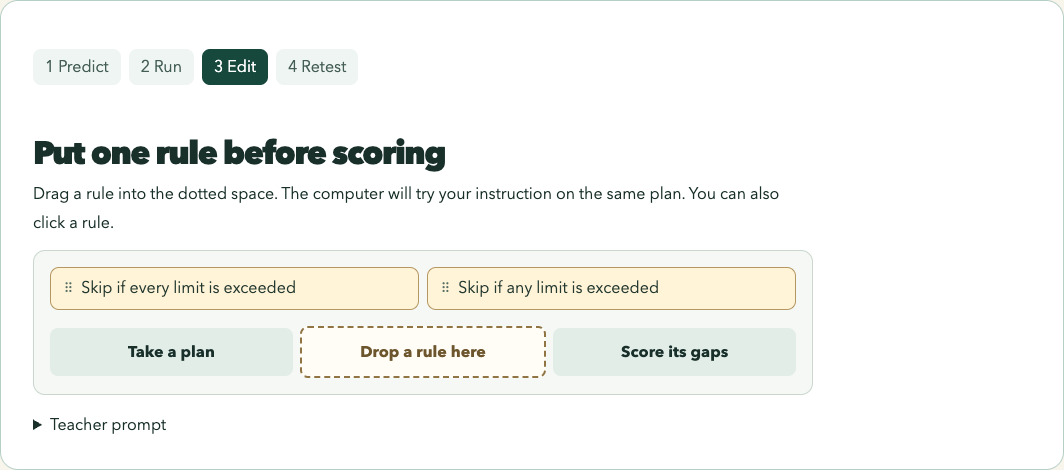 1 Predict
2 Run
3 Edit
4 Retest
Put one rule before scoring
Drag a rule into the dotted space. The computer will try your instruction on the same plan. You can also
click a rule.
Skip if every limit is exceeded
Skip if any limit is exceeded
Take a plan
Drop a rule here
Score its gaps
Teacher prompt